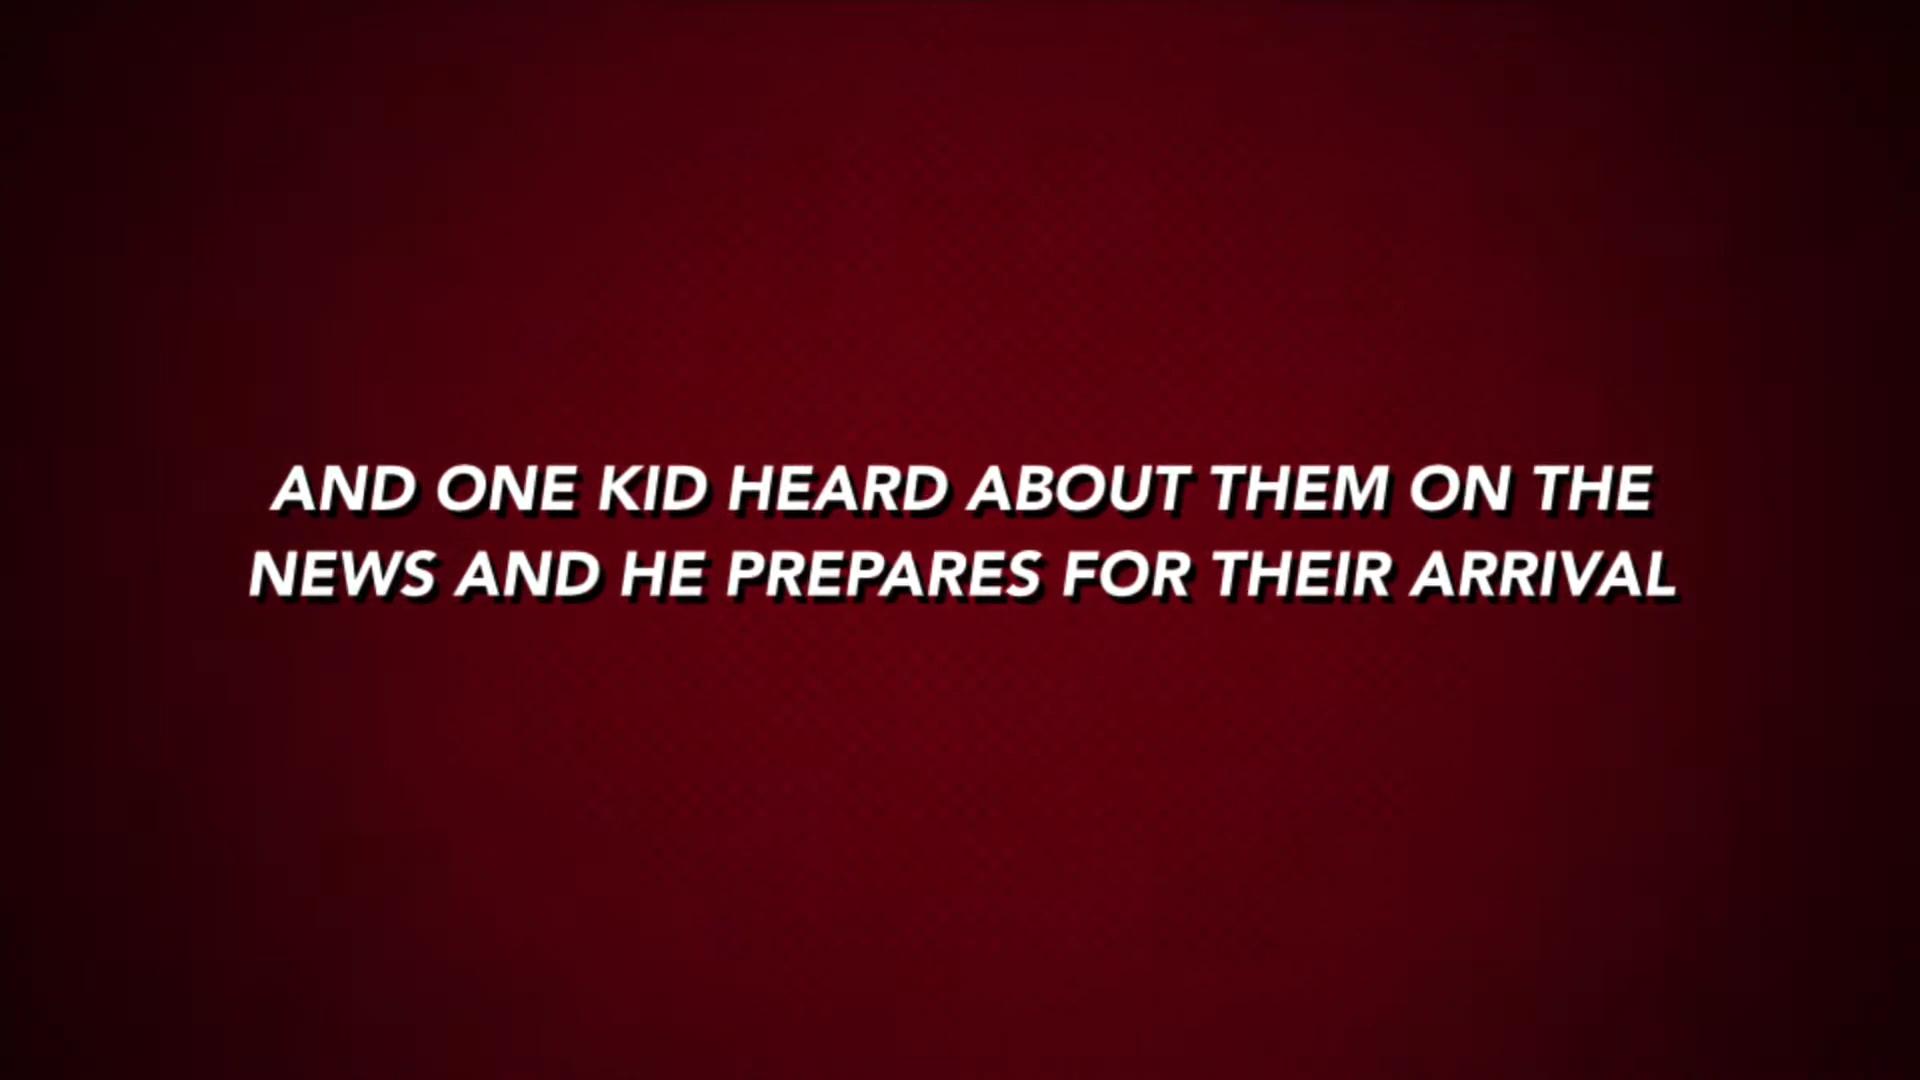 AND ONE KID HEARD ABOUT THEM ON THE
NEWS AND HE PREPARES FOR THEIR ARRIVAL